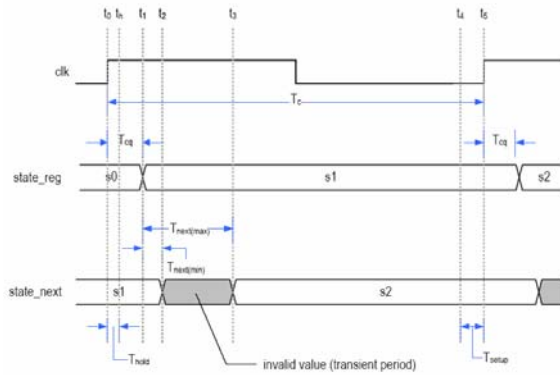 t0 th t1 t2 t3 t4 t5
clk
Tc
Tcq Tcq
state_reg s0 s1 s2
Tnext(max)
Tnext(min)
state_next s1 s2
Thold Tsetup
invalid value (transient period)